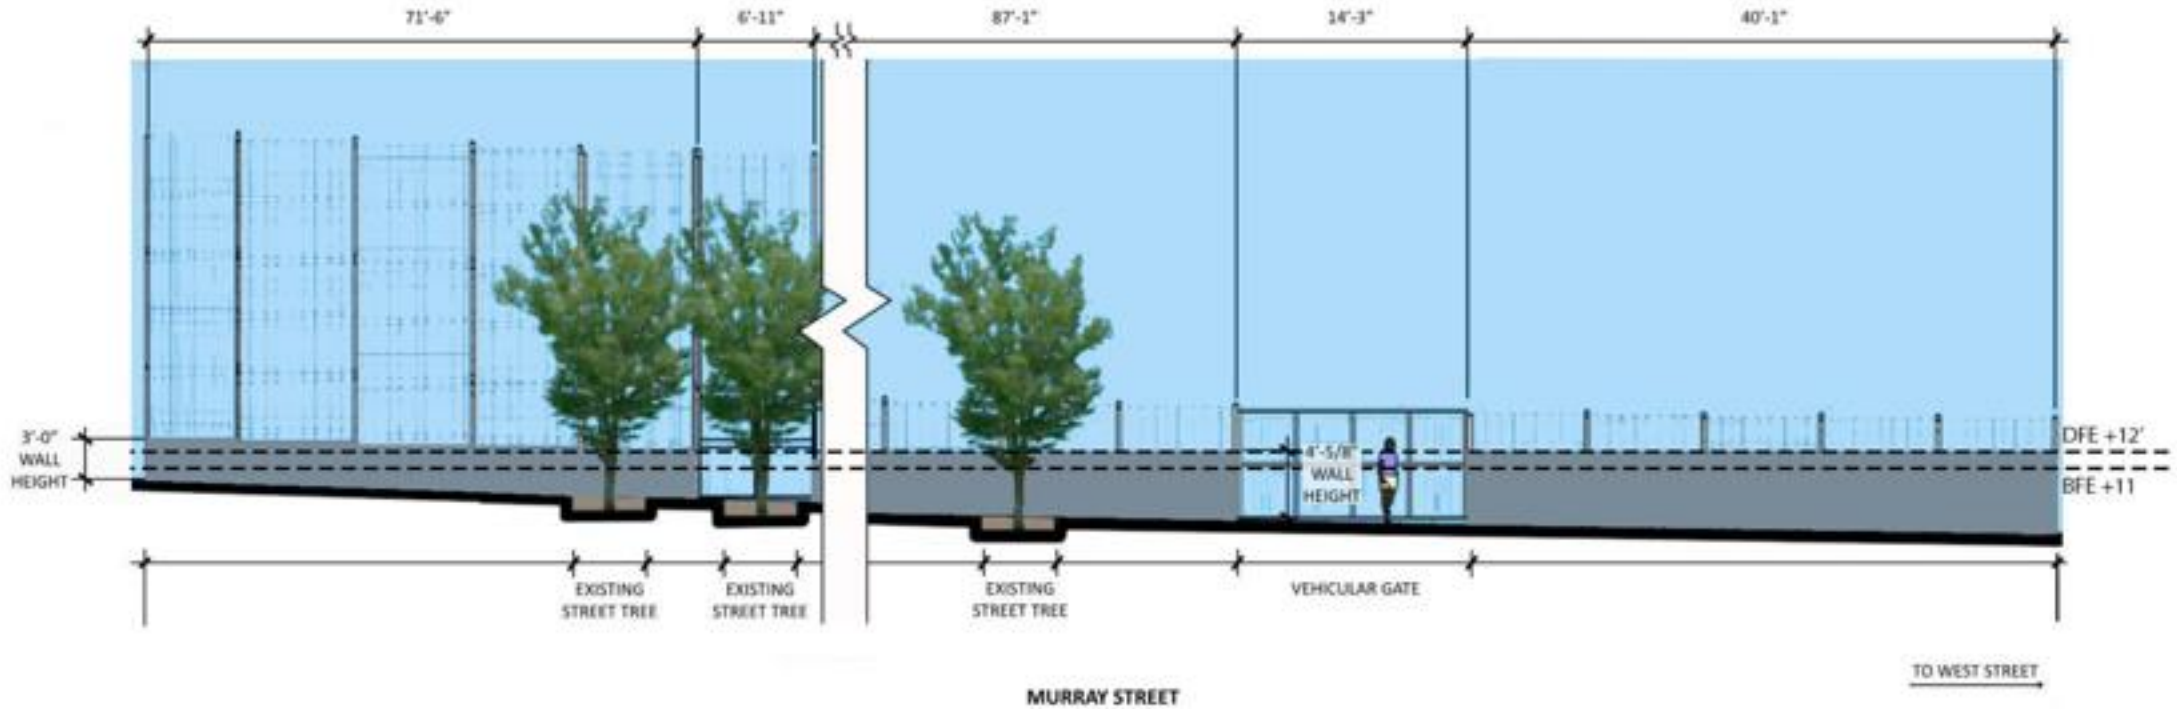 71'-6"
6'-11"
87'-1"
14'-3"
40'-1"
3'-0"
WALL
HEIGHT
4'-5/8"
WALL
HEIGHT
DFE +12'
BFE +11
EXISTING
STREET TREE
EXISTING
STREET TREE
EXISTING
STREET TREE
VEHICULAR GATE
TO WEST STREET
MURRAY STREET